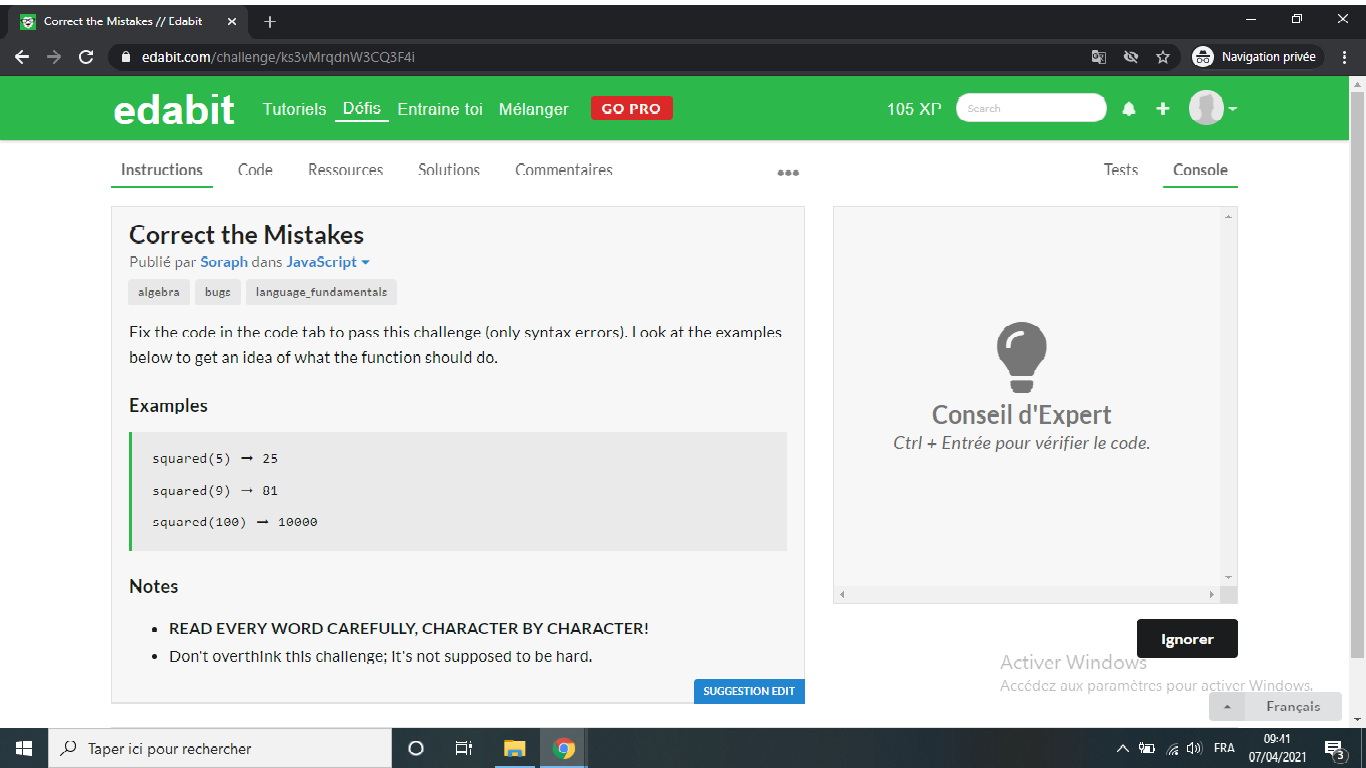 Correct the Mistakes // Edabit
edabit.com/challenge/ks3vMrqdnW3CQ3F4i
Navigation privée
edabit Tutoriels Défis Entraine toi Mélanger GO PRO 105 XP Search
Instructions Code Ressources Solutions Commentaires ••• Tests Console
Correct the Mistakes
Publié par Soraph dans JavaScript
algebra bugs language_fundamentals
Fix the code in the code tab to pass this challenge (only syntax errors). Look at the examples
below to get an idea of what the function should do.
Examples
squared(5) → 25
squared(9) → 81
squared(100) → 10000
Notes
• READ EVERY WORD CAREFULLY, CHARACTER BY CHARACTER!
• Don't overthink this challenge; it's not supposed to be hard.
SUGGESTION EDIT
Conseil d'Expert
Ctrl + Entrée pour vérifier le code.
Ignorer
Activer Windows
Accédez aux paramètres pour activer Windows.
Français
Taper ici pour rechercher
FRA
09:41
07/04/2021
3